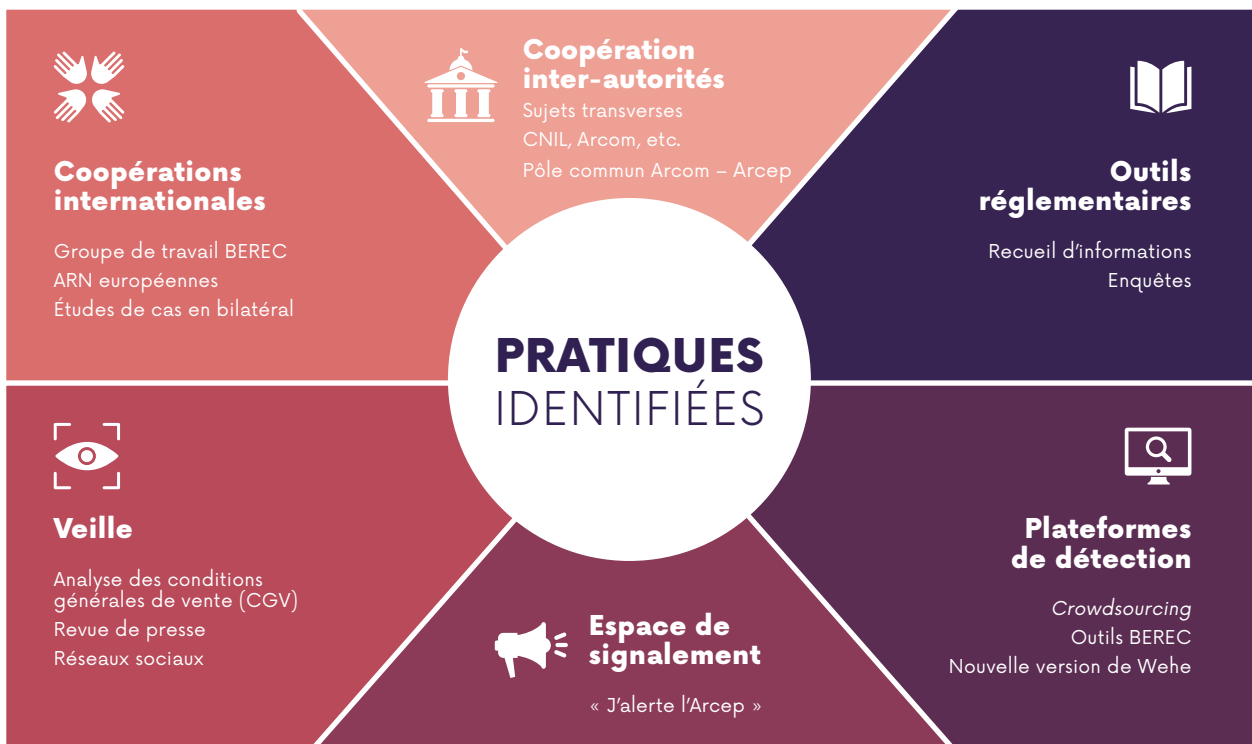 Coopération
inter-autorités
Sujets transverses
CNIL, Arcom, etc.
Pôle commun Arcom – Arcep
Coopérations
internationales
Groupe de travail BEREC
ARN européennes
Études de cas en bilatéral
Outils
réglementaires
Recueil d’informations
Enquêtes
PRATIQUES
IDENTIFIÉES
Veille
Analyse des conditions
générales de vente (CGV)
Revue de presse
Réseaux sociaux
Espace de
signalement
« J’alerte l’Arcep »
Plateformes
de détection
Crowdsourcing
Outils BEREC
Nouvelle version de Wehe